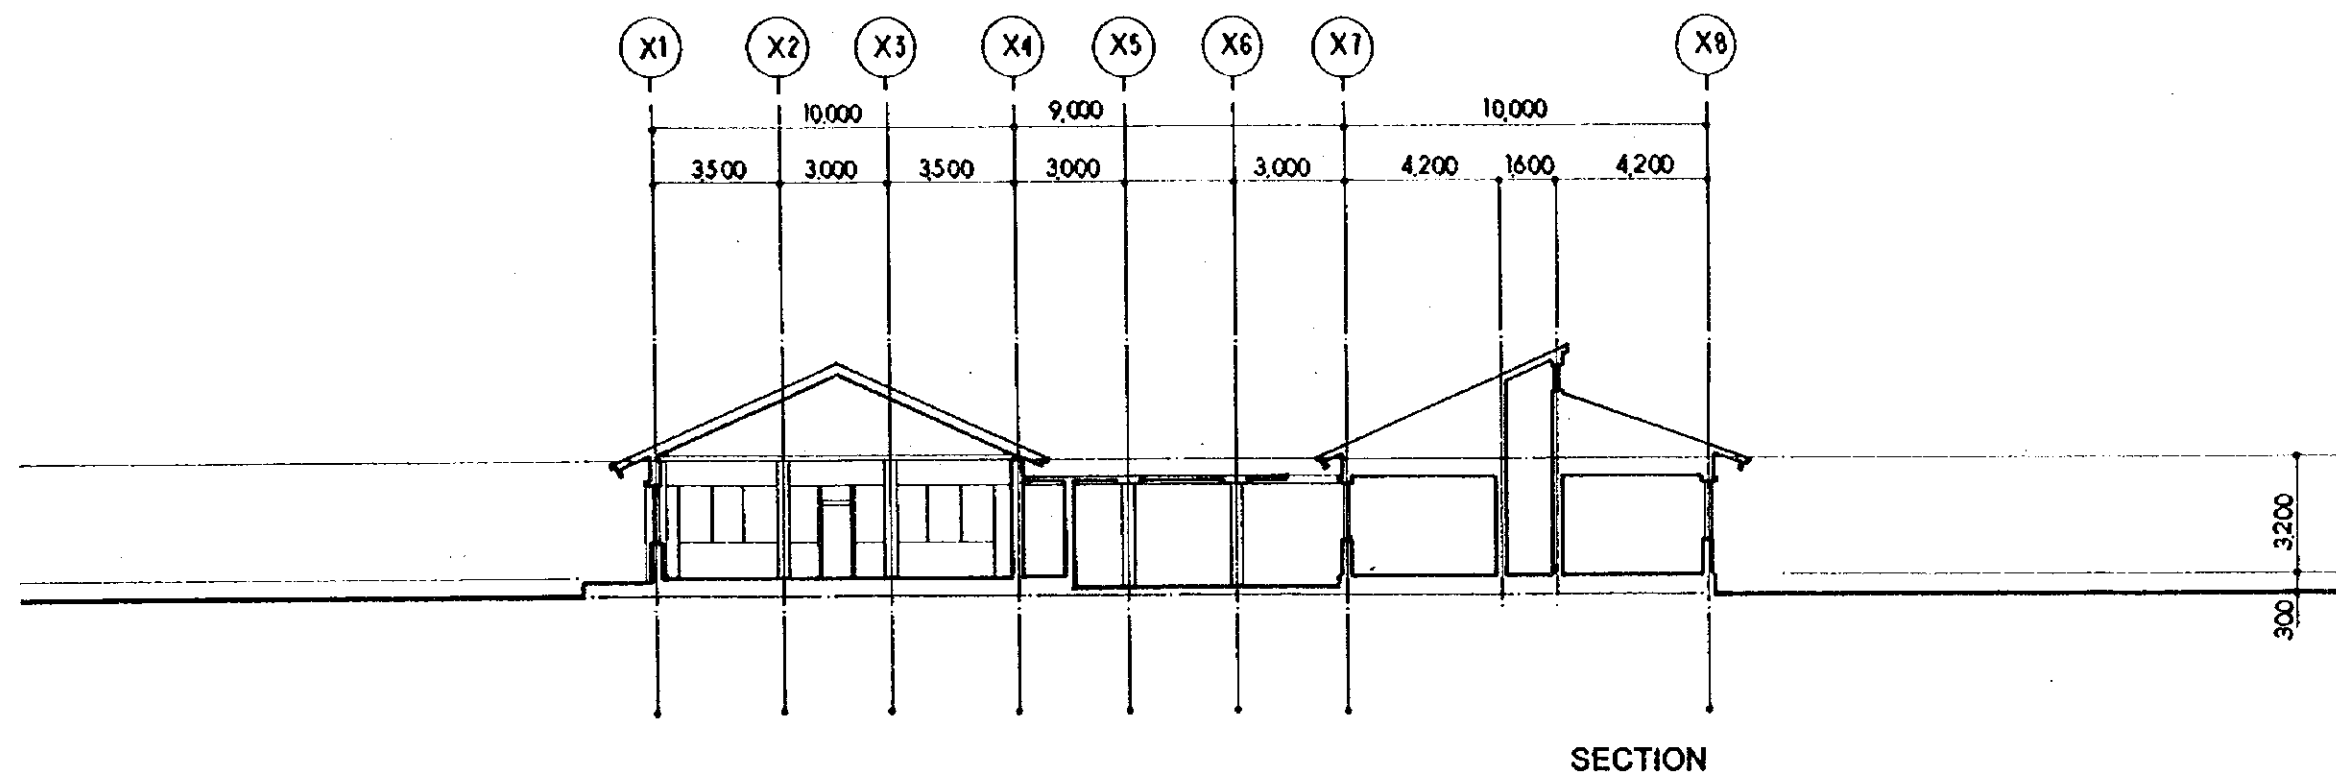 X1 X2 X3 X4 X5 X6 X7 X8
10,000 9,000 10,000
3,500 3,000 3,500 3,000 3,000 4,200 1,600 4,200
3,200
300
SECTION